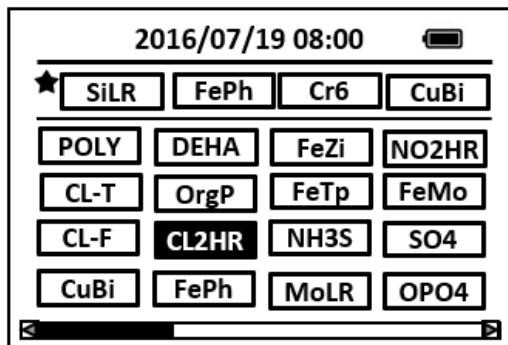 2016/07/19 08:00
SiLR FePh Cr6 CuBi
POLY DEHA FeZi NO2HR
CL-T OrgP FeTp FeMo
CL-F CL2HR NH3S SO4
CuBi FePh MoLR OPO4